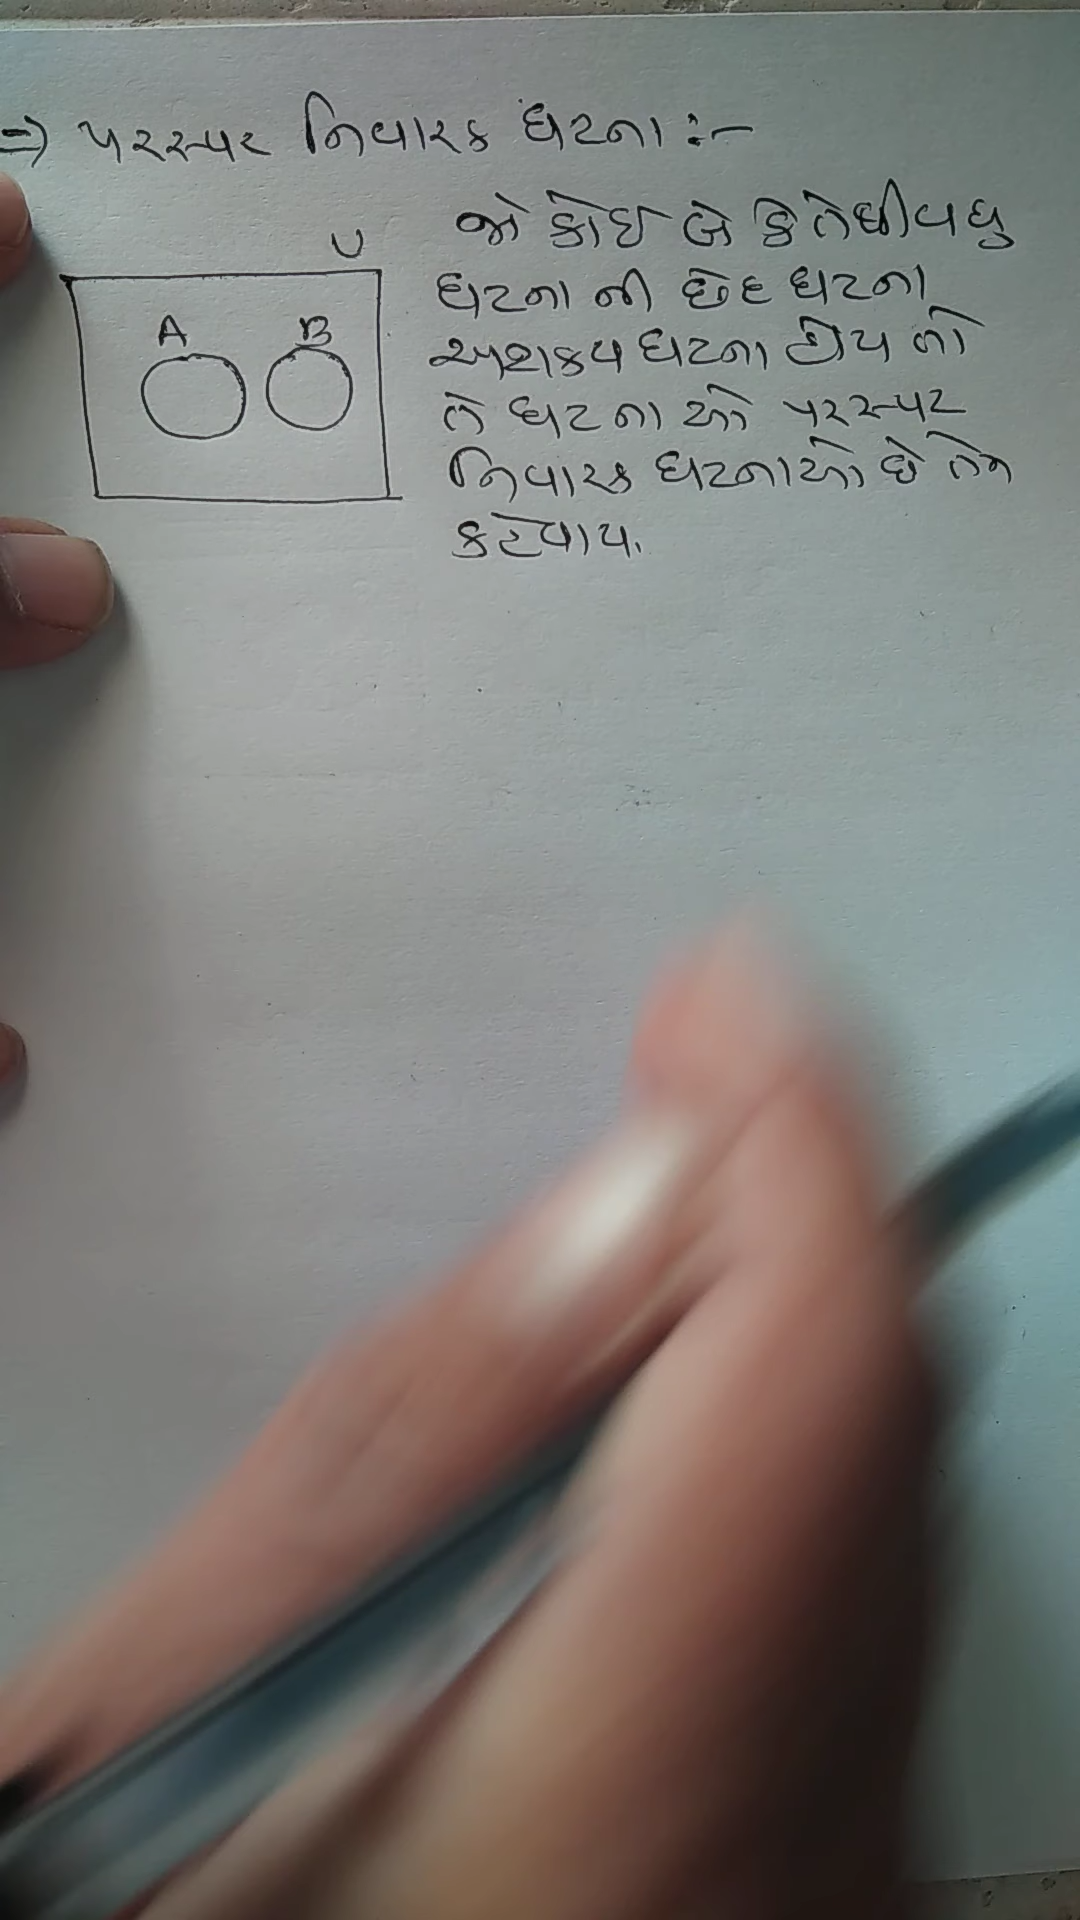 => પરસ્પર નિવારક ઘટના :-
U
A B
જો કોઈ બે કે તેથી વધુ
ઘટના ની છેદ ઘટના
અશક્ય ઘટના હોય તો
તે ઘટના ઓ પરસ્પર
નિવારક ઘટનાઓ છે તેમ
કહેવાય.